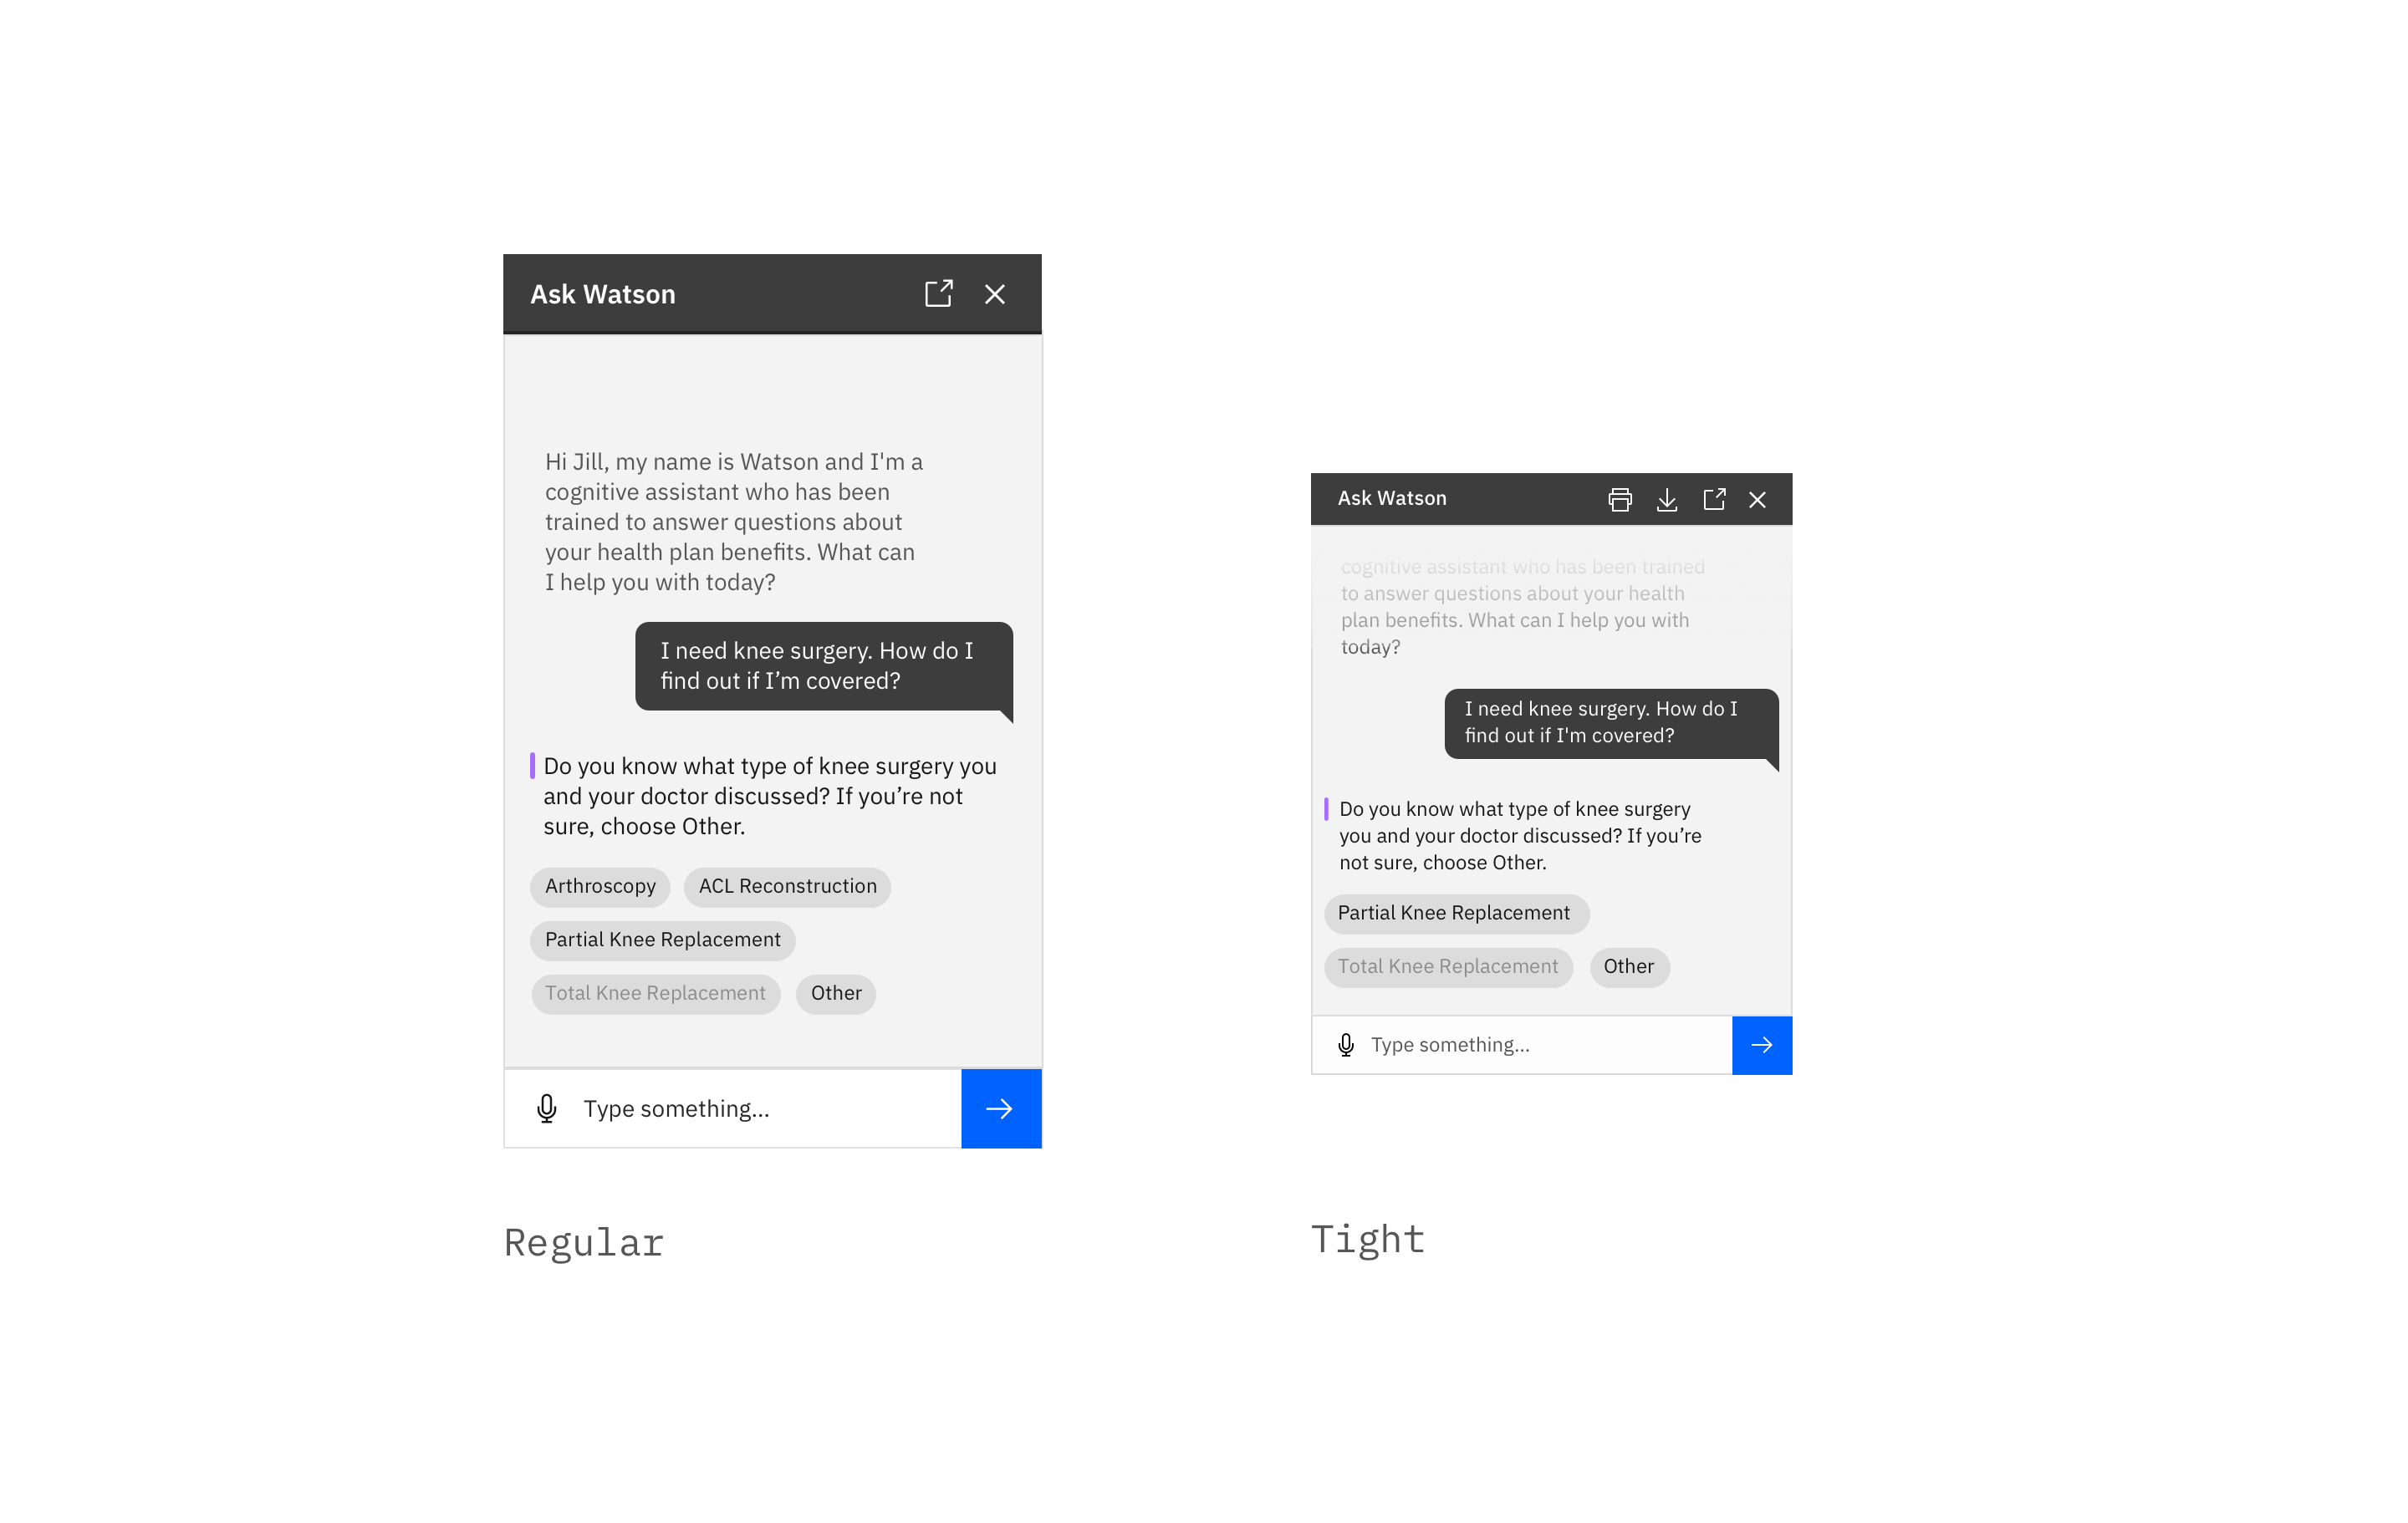 Ask Watson
Hi Jill, my name is Watson and I'm a
cognitive assistant who has been
trained to answer questions about
your health plan benefits. What can
I help you with today?
I need knee surgery. How do I
find out if I’m covered?
Do you know what type of knee surgery you
and your doctor discussed? If you’re not
sure, choose Other.
Arthroscopy
ACL Reconstruction
Partial Knee Replacement
Total Knee Replacement
Other
Type something...
Regular
Ask Watson
cognitive assistant who has been trained
to answer questions about your health
plan benefits. What can I help you with
today?
I need knee surgery. How do I
find out if I'm covered?
Do you know what type of knee surgery
you and your doctor discussed? If you’re
not sure, choose Other.
Partial Knee Replacement
Total Knee Replacement
Other
Type something...
Tight